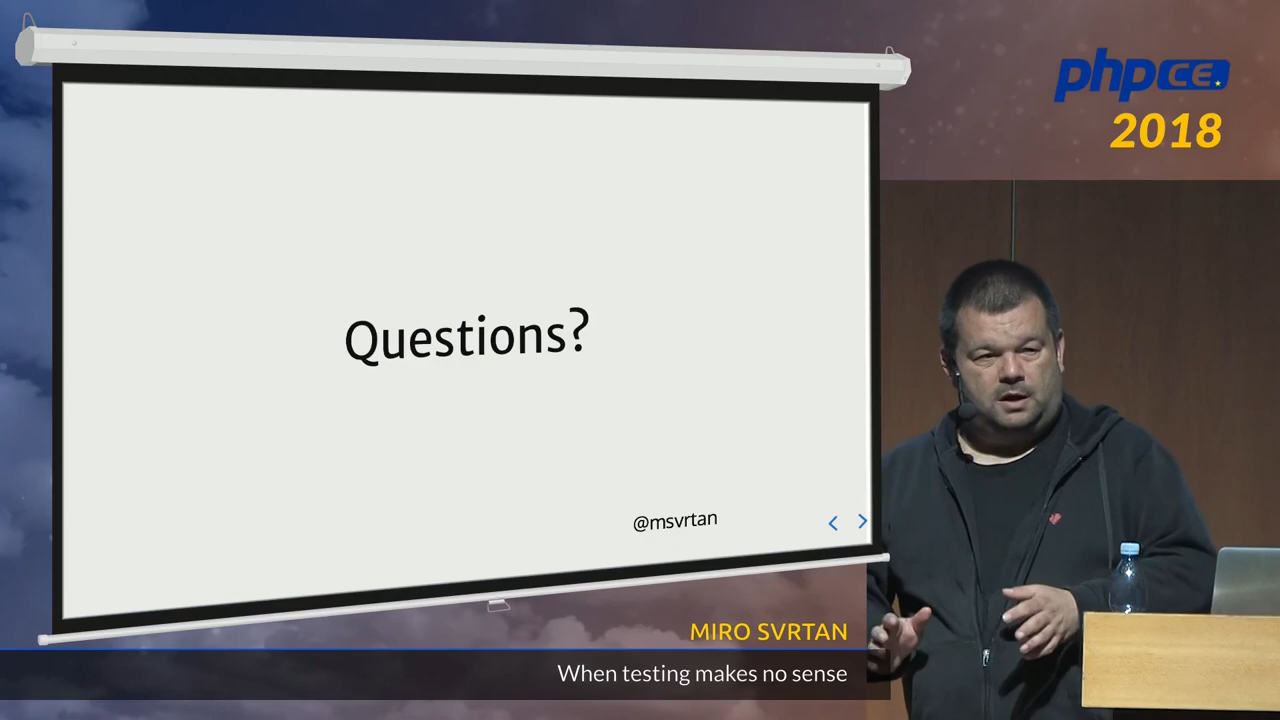 phpce
2018
Questions?
@msvrtan
MIRO SVRTAN
When testing makes no sense